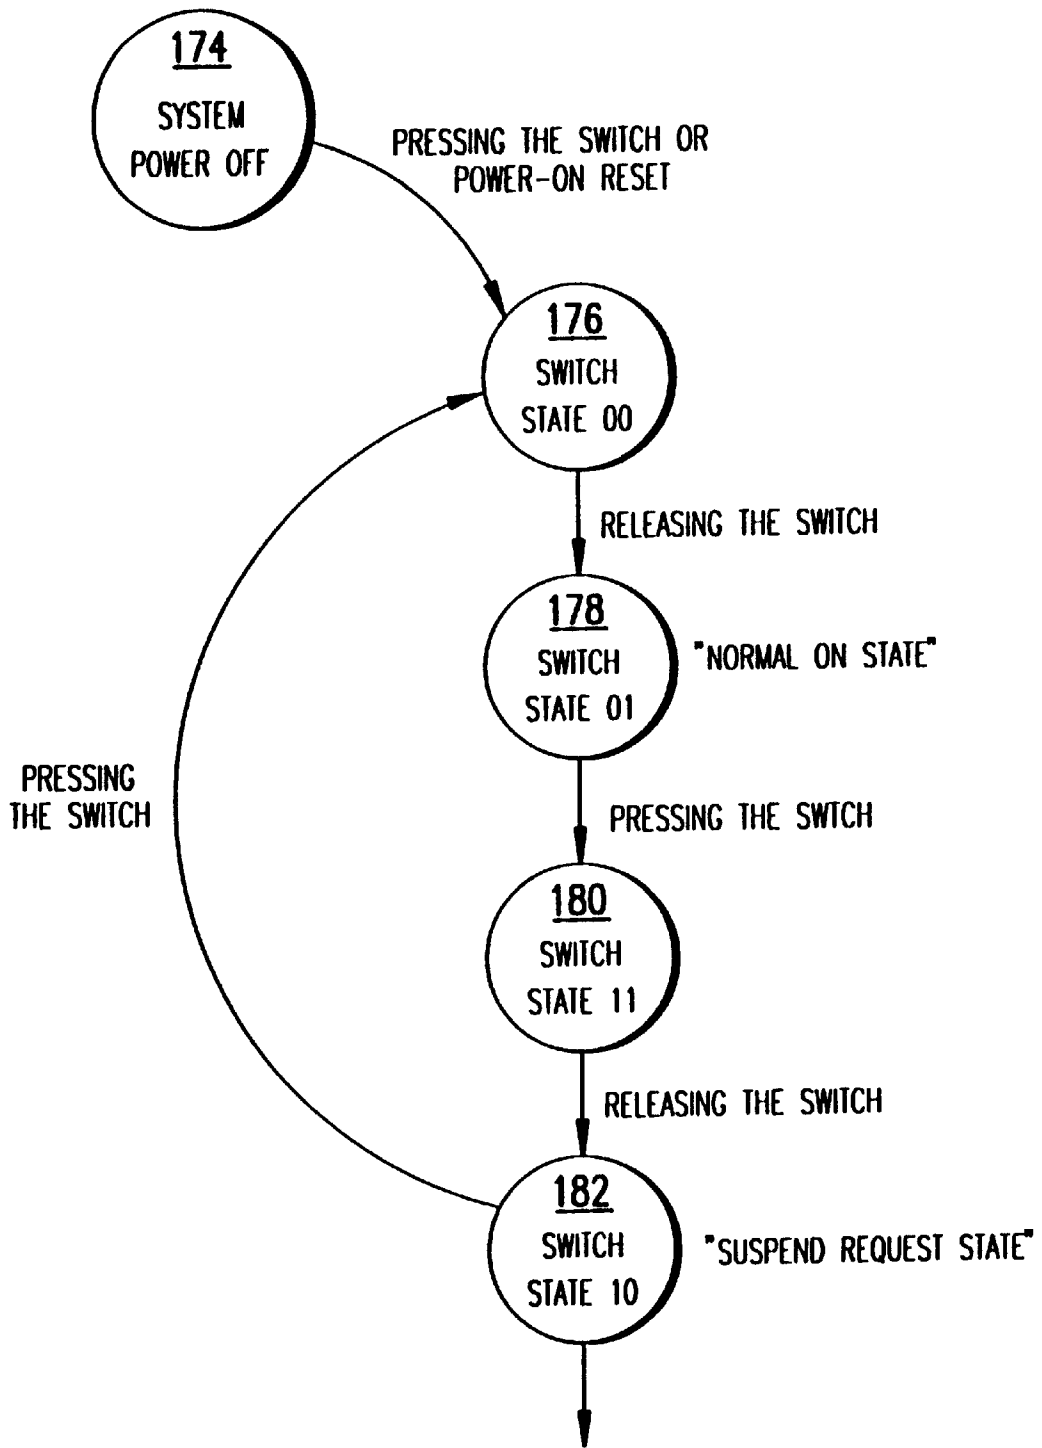 174
SYSTEM
POWER OFF
PRESSING THE SWITCH OR
POWER-ON RESET
176
SWITCH
STATE 00
RELEASING THE SWITCH
178
SWITCH
STATE 01
"NORMAL ON STATE"
PRESSING
THE SWITCH
PRESSING THE SWTCH
180
SWITCH
STATE 11
RELEASING THE SWITCH
182
SWITCH
STATE 10
"SUSPEND REQUEST STATE"